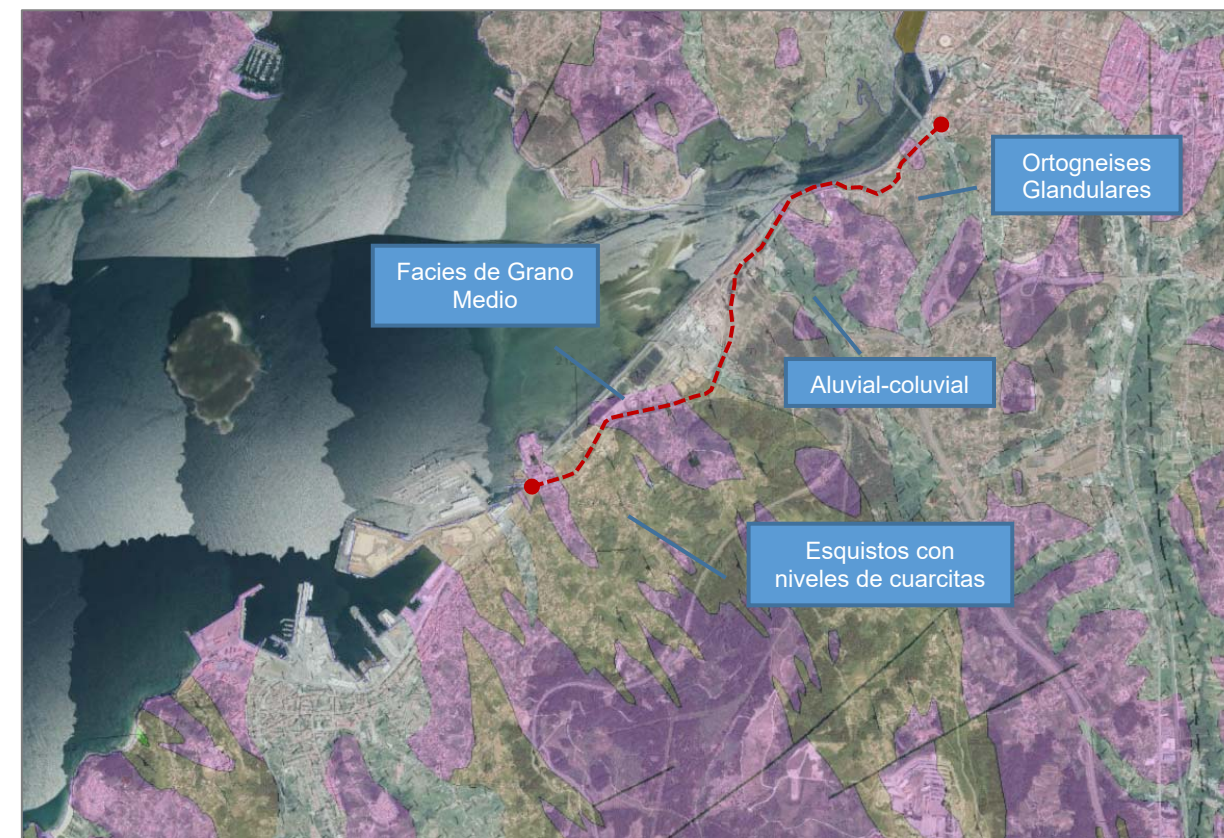 Ortogneises
Glandulares
Facies de Grano
Medio
Aluvial-coluvial
Esquistos con
niveles de cuarcitas